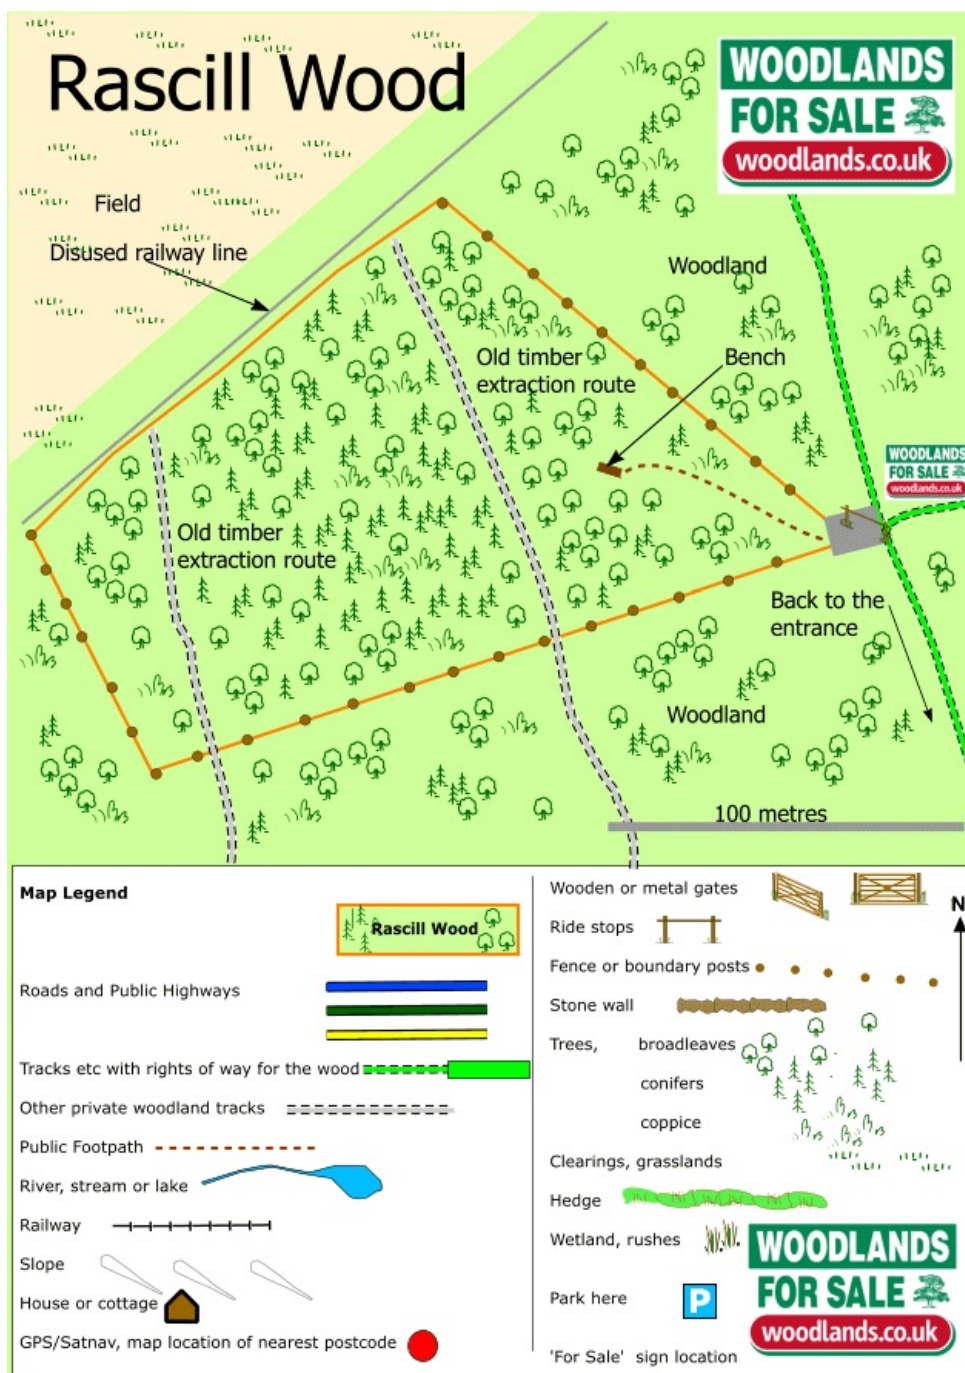 Rascill Wood
WOODLANDS
FOR SALE
woodlands.co.uk
Field
Disused railway line
Woodland
Old timber
extraction route
Bench
WOODLANDS
FOR SALE
woodlands.co.uk
Old timber
extraction route
Back to the
entrance
Woodland
100 metres
Map Legend
Rascill Wood
Roads and Public Highways
Tracks etc with rights of way for the wood
Other private woodland tracks
Public Footpath
River, stream or lake
Railway
Slope
House or cottage
GPS/Satnav, map location of nearest postcode
Wooden or metal gates
N
Ride stops
Fence or boundary posts
Stone wall
Trees, broadleaves
conifers
coppice
Clearings, grasslands
Hedge
Wetland, rushes
Park here
P
'For Sale' sign location
WOODLANDS
FOR SALE
woodlands.co.uk